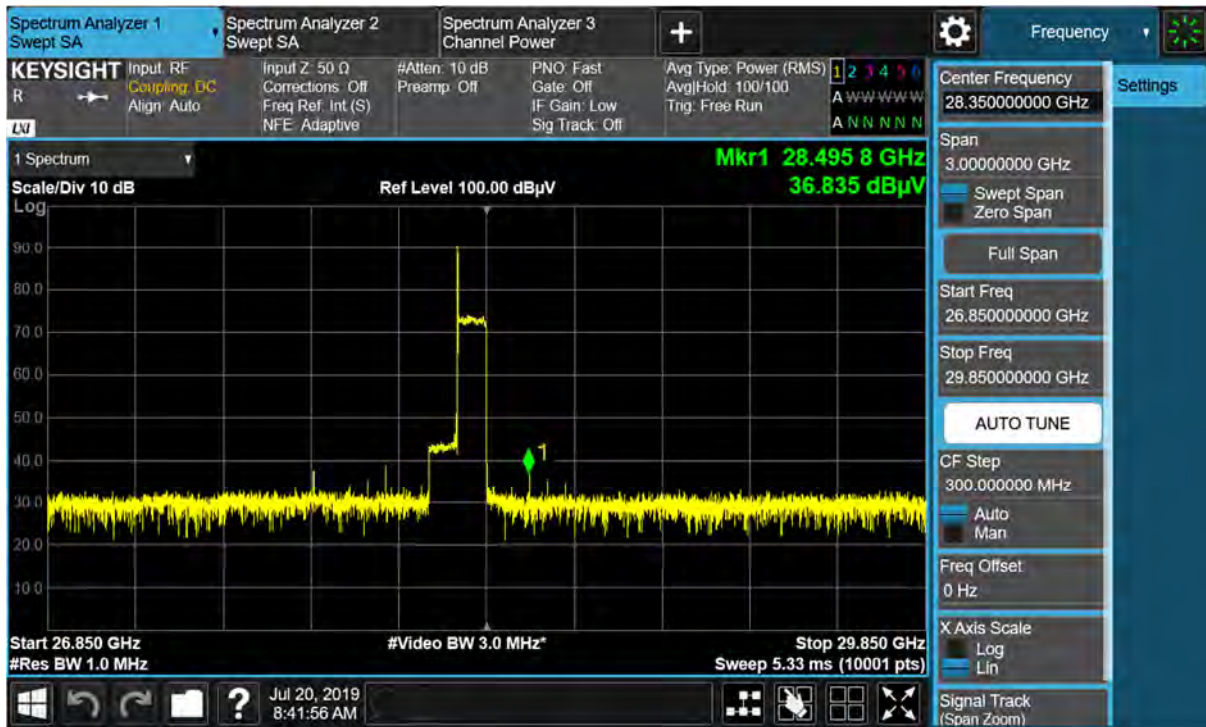 Spectrum Analyzer 1
Swept SA
Spectrum Analyzer 2
Swept SA
Spectrum Analyzer 3
Channel Power
+
Frequency
KEYSIGHT
R
LXI
Input: RF
Coupling: DC
Align: Auto
Input Z: 50 Ω
Corrections: Off
Freq Ref: Int (S)
NFE: Adaptive
#Atten: 10 dB
Preamp: Off
PNO: Fast
Gate: Off
IF Gain: Low
Sig Track: Off
Avg Type: Power (RMS)
Avg|Hold: 100/100
Trig: Free Run
1 2 3 4 5 6
A W W W W W
A N N N N N
1 Spectrum
Scale/Div 10 dB
Ref Level 100.00 dBµV
Mkr1 28.495 8 GHz
36.835 dBµV
Log
90.0
80.0
70.0
60.0
50.0
40.0
30.0
20.0
10.0
1
Start 26.850 GHz
#Video BW 3.0 MHz*
Stop 29.850 GHz
#Res BW 1.0 MHz
Sweep 5.33 ms (10001 pts)
Center Frequency
28.350000000 GHz
Settings
Span
3.00000000 GHz
Swept Span
Zero Span
Full Span
Start Freq
26.850000000 GHz
Stop Freq
29.850000000 GHz
AUTO TUNE
CF Step
300.000000 MHz
Auto
Man
Freq Offset
0 Hz
X Axis Scale
Log
Lin
Signal Track
(Span Zoom)
?
Jul 20, 2019
8:41:56 AM